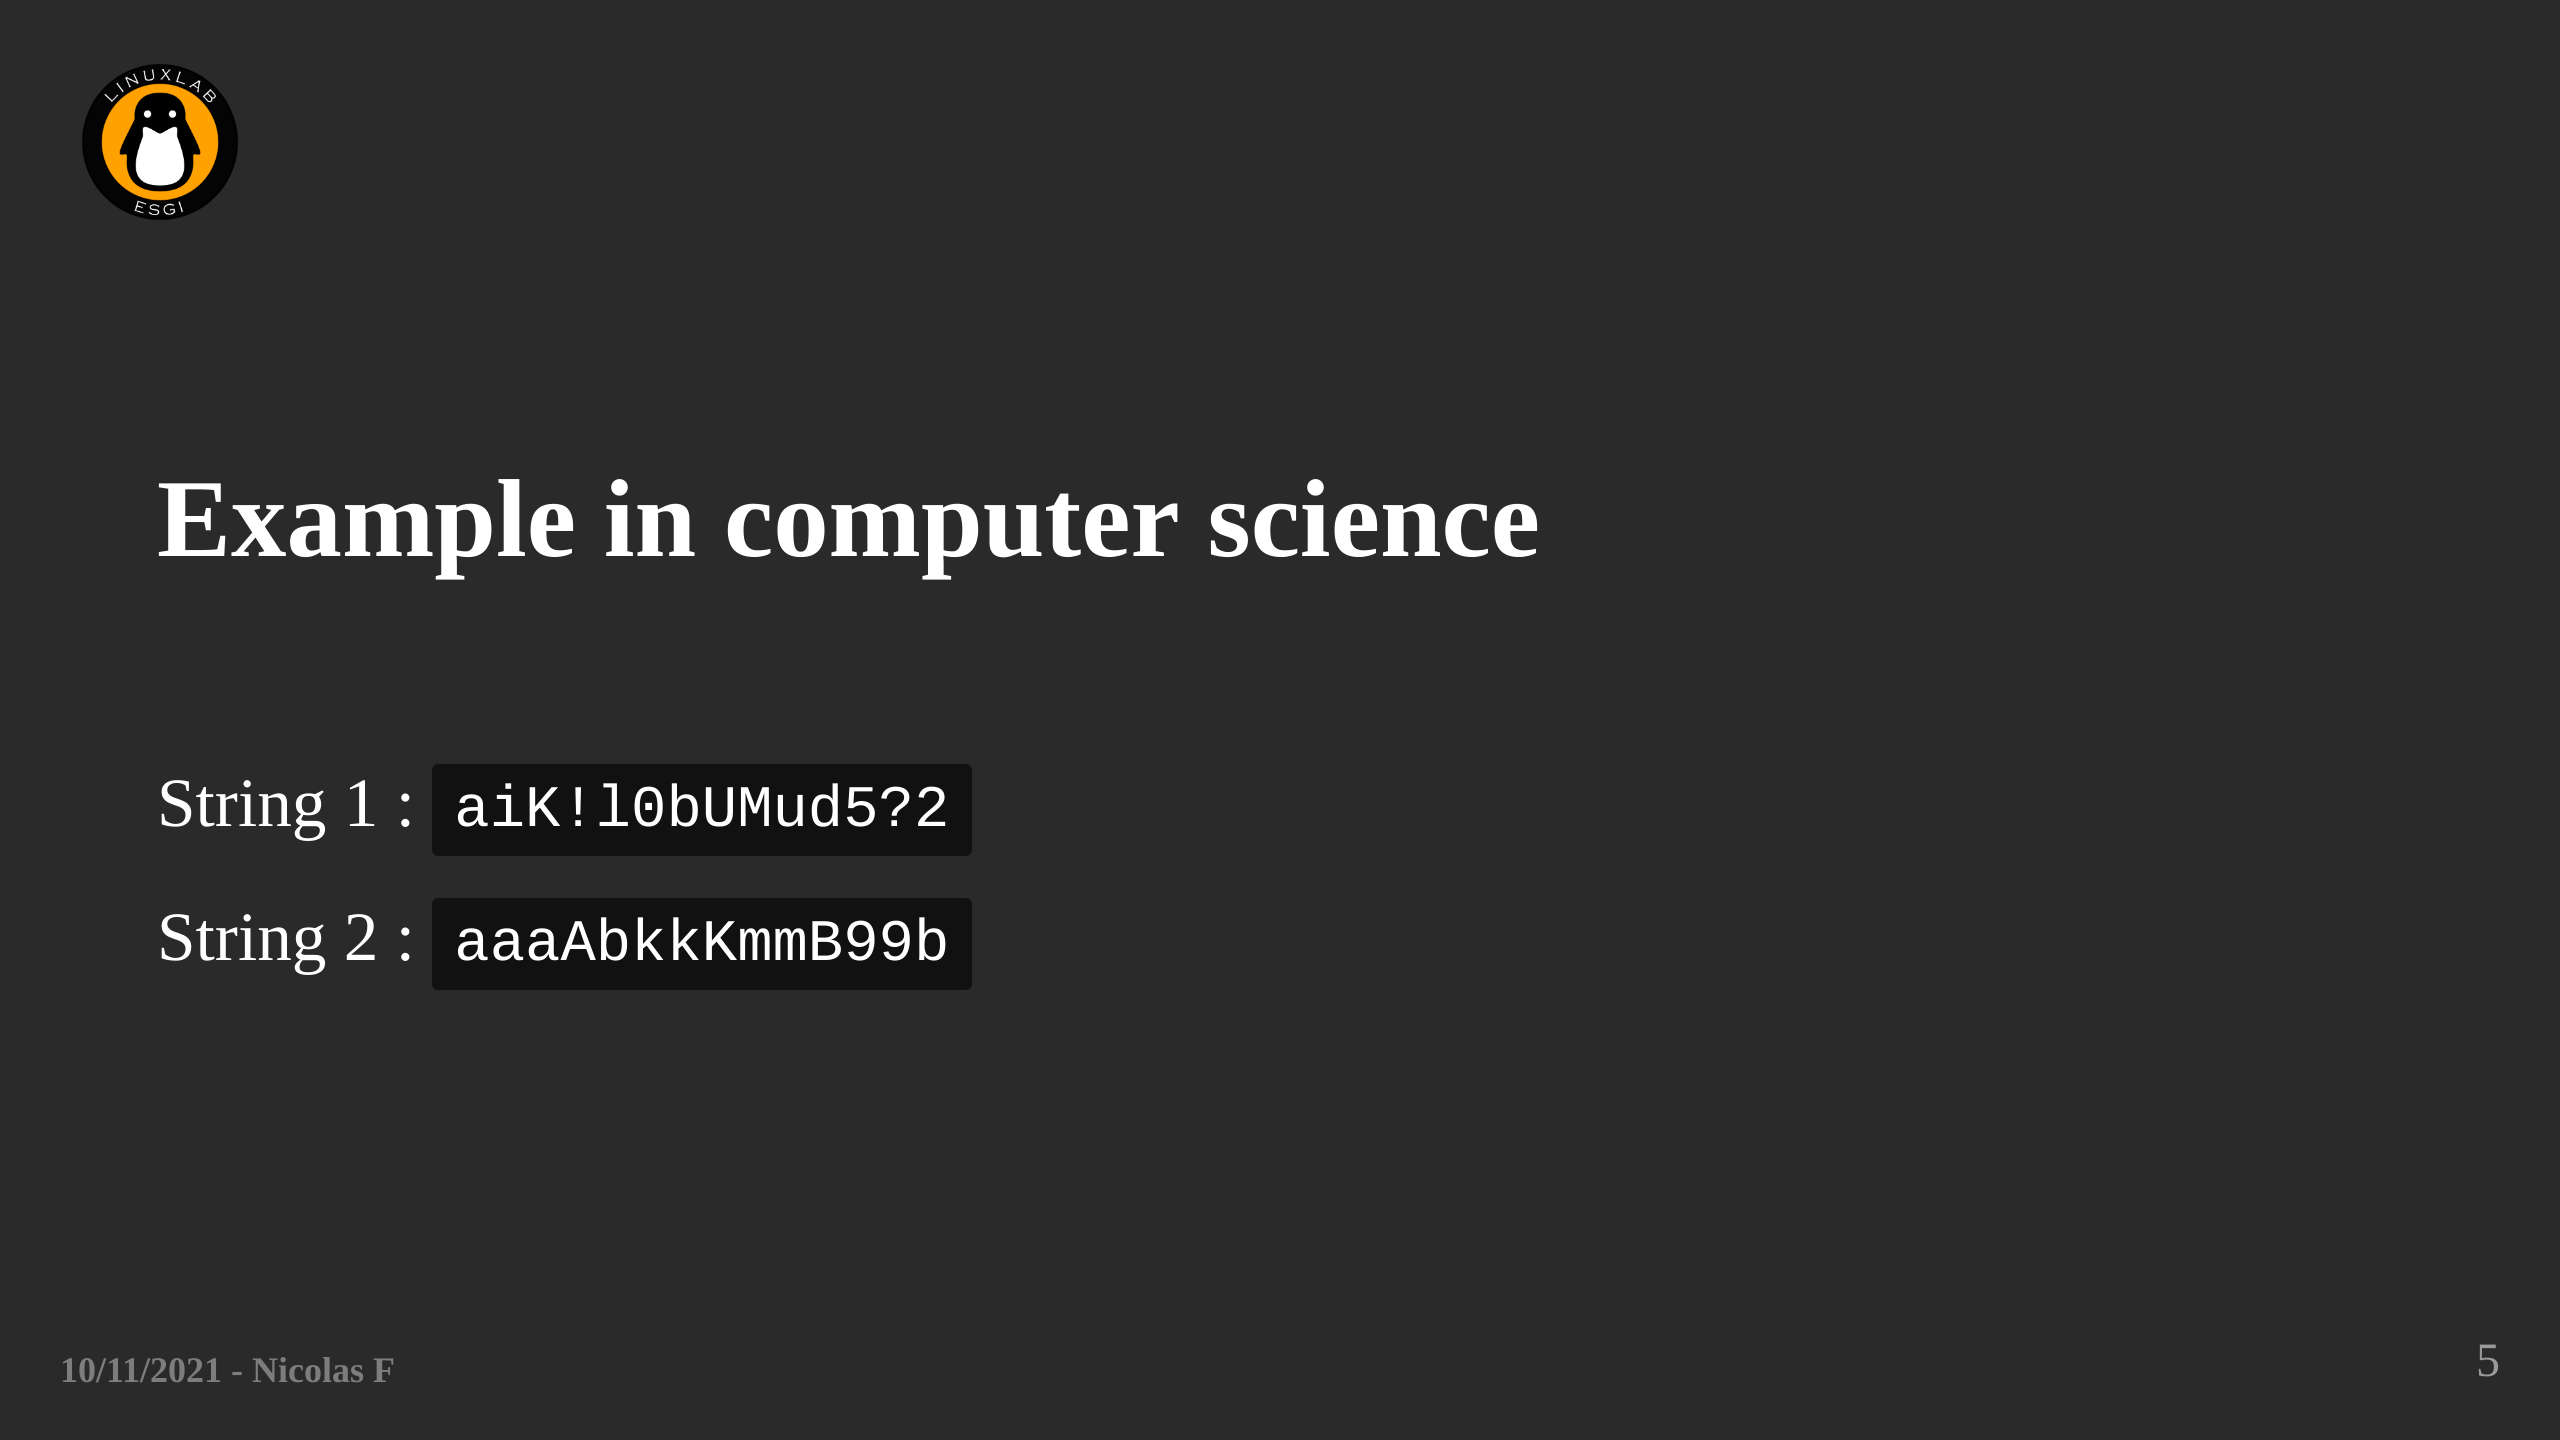 LINUXLAB
ESGI
Example in computer science
String 1 : aiK!l0bUMud5?2
String 2 : aaaAbkkKmmB99b
10/11/2021 - Nicolas F
5